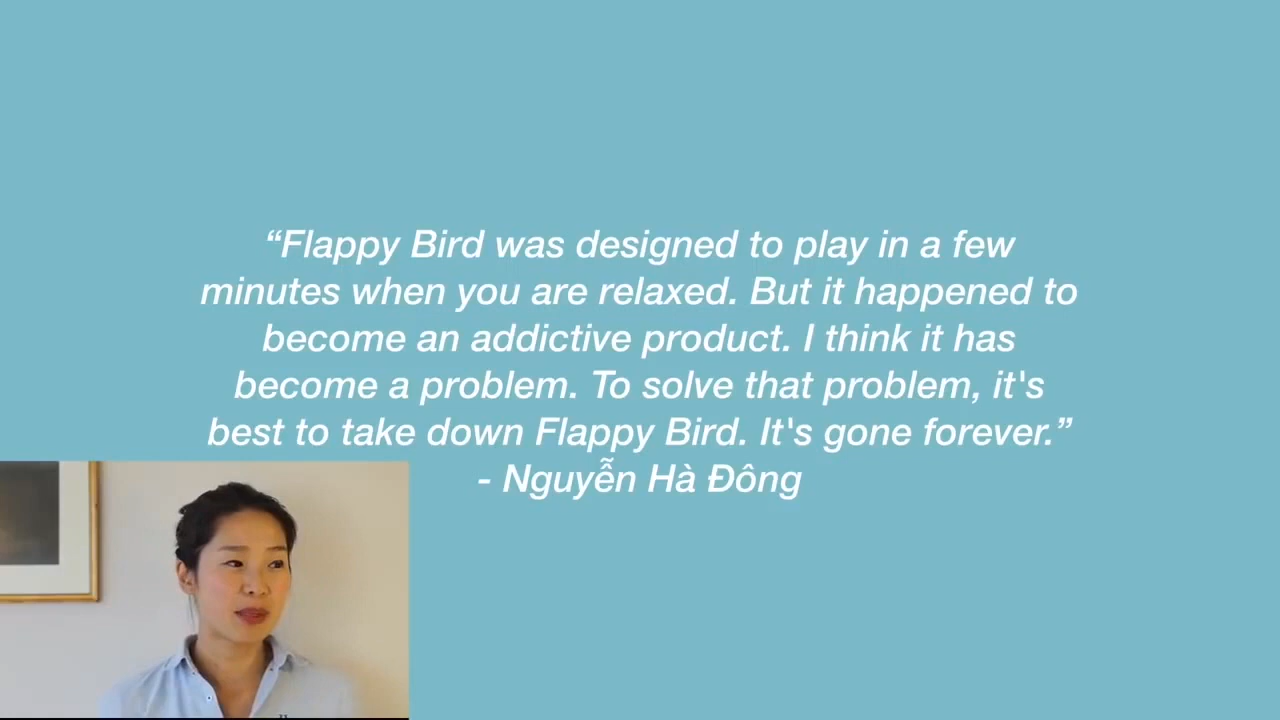 “Flappy Bird was designed to play in a few
minutes when you are relaxed. But it happened to
become an addictive product. I think it has
become a problem. To solve that problem, it's
best to take down Flappy Bird. It's gone forever.”
- Nguyễn Hà Đông